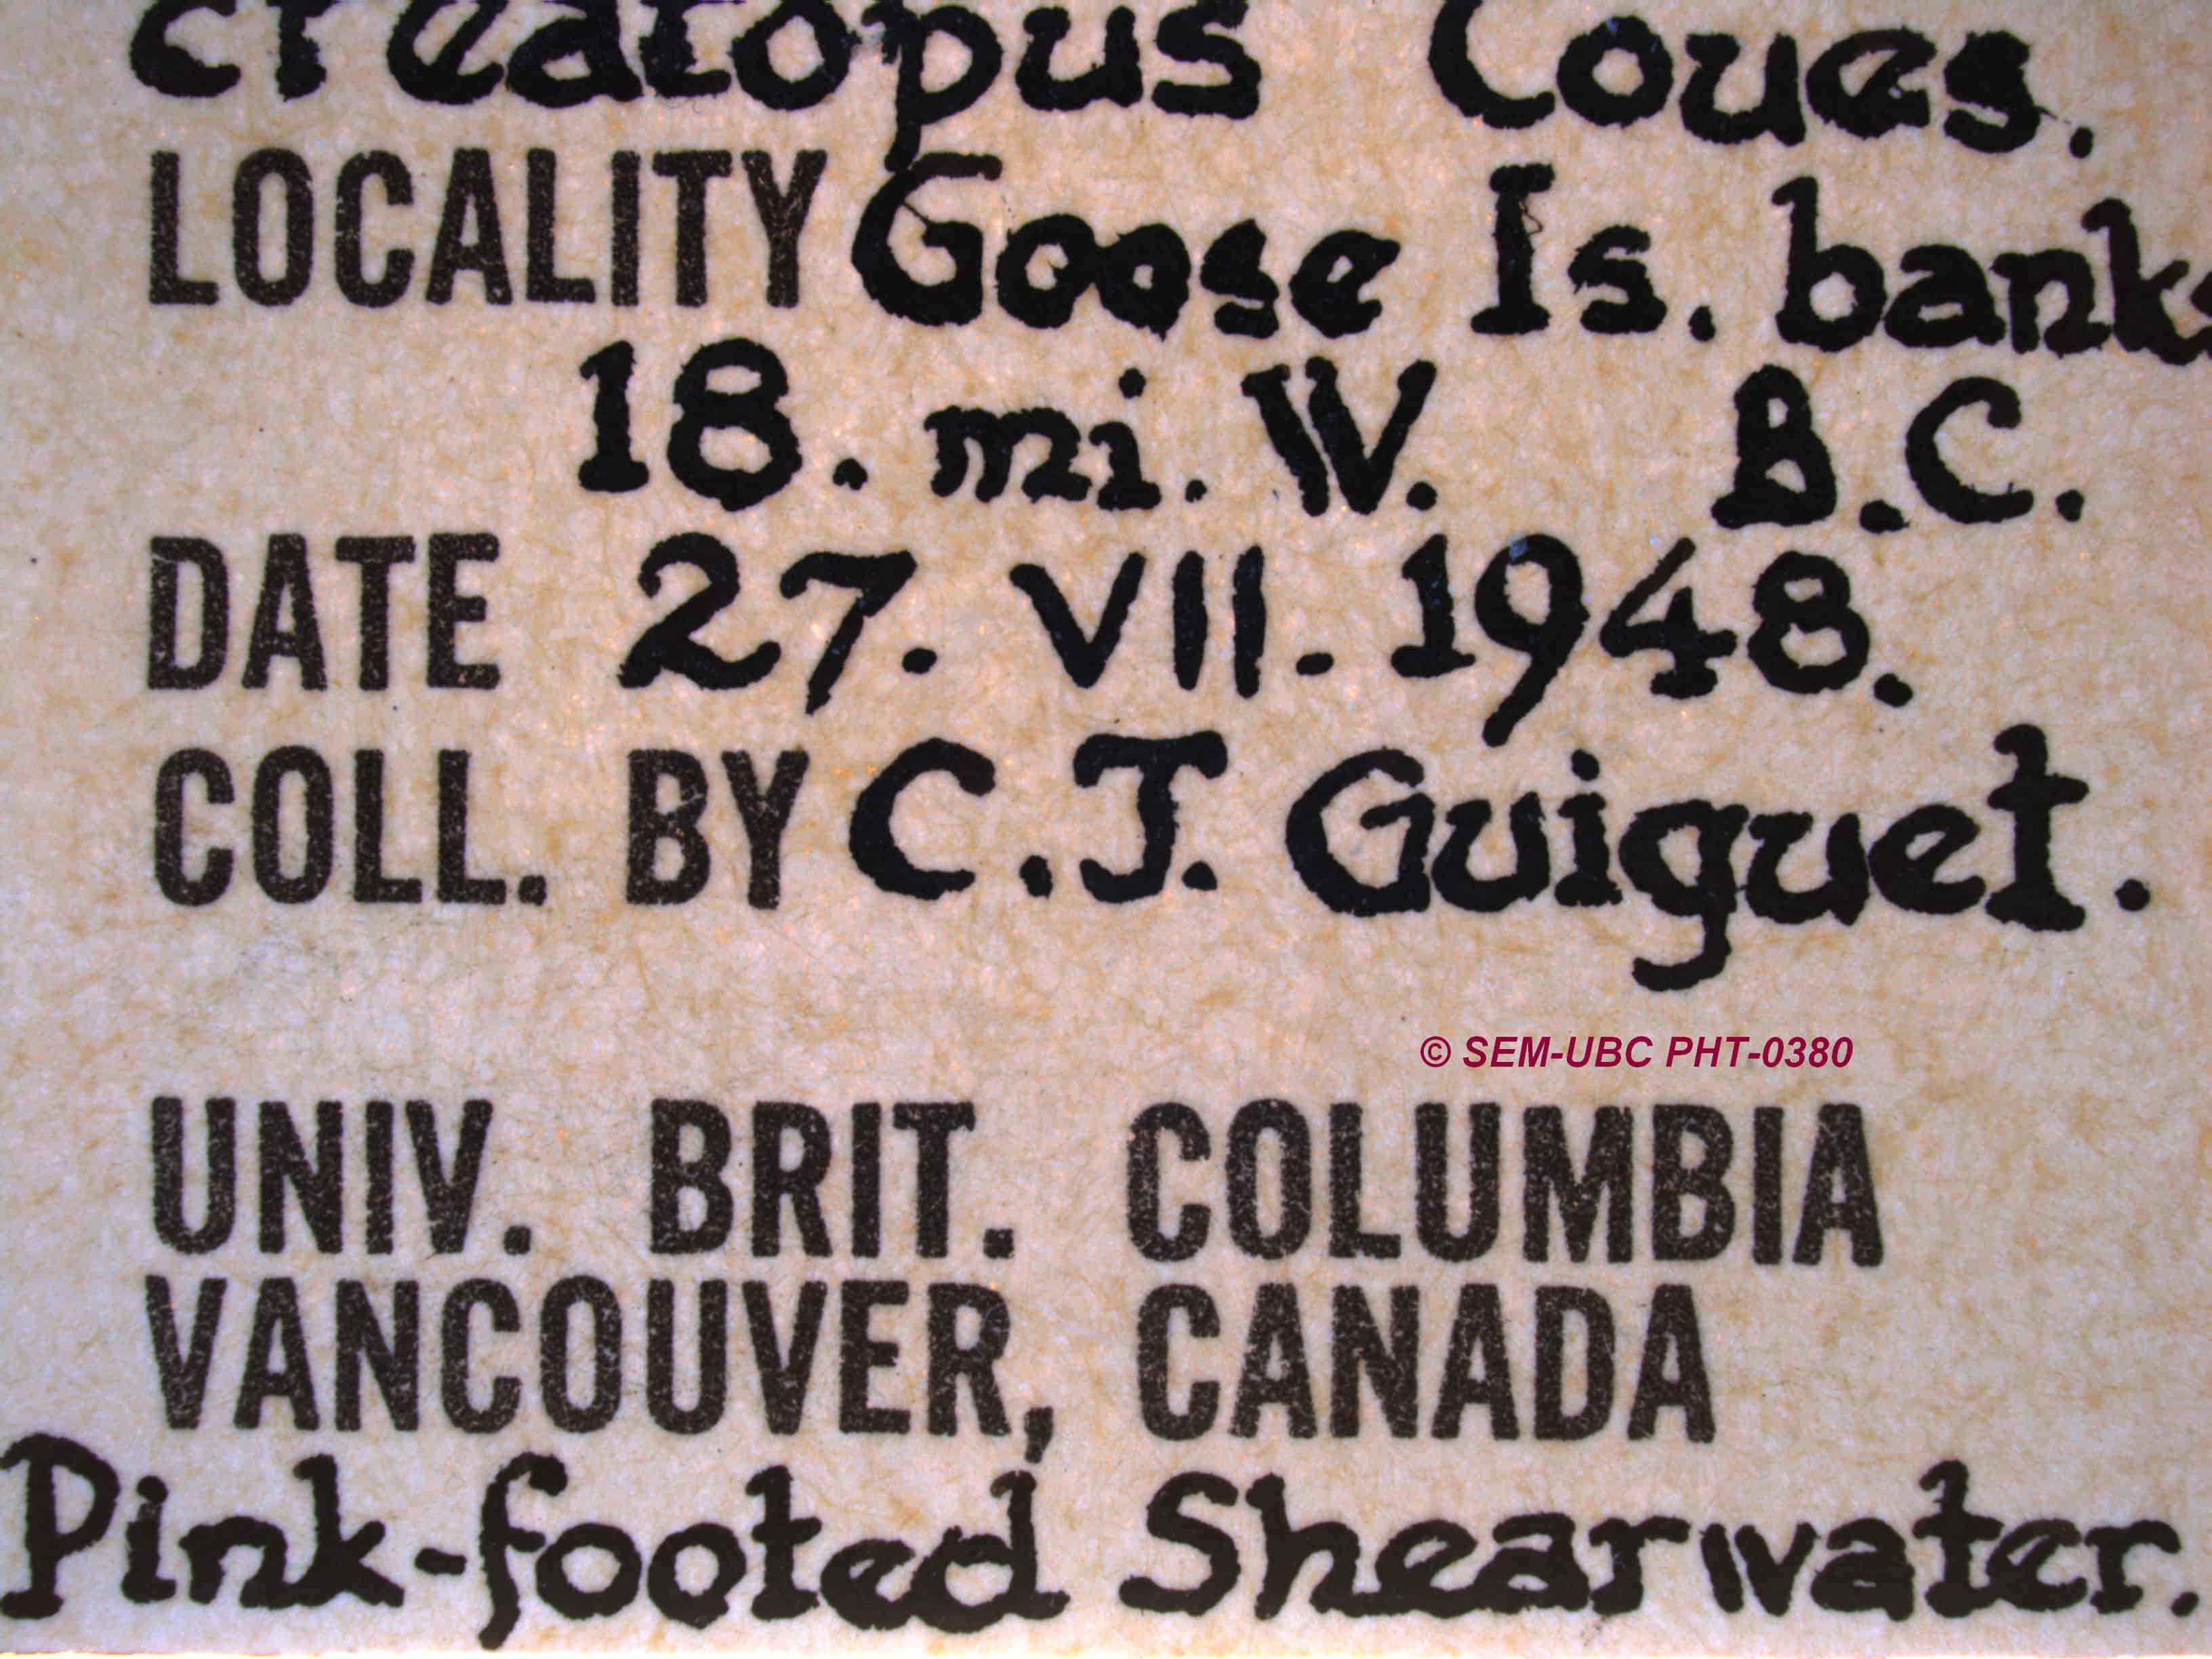 creatopus Coues.
LOCALITY Goose Is. banks
18. mi. W. B.C.
DATE 27. VII. 1948.
COLL. BY C.J. Guiguet.
© SEM-UBC PHT-0380
UNIV. BRIT. COLUMBIA
VANCOUVER, CANADA
Pink-footed Shearwater.